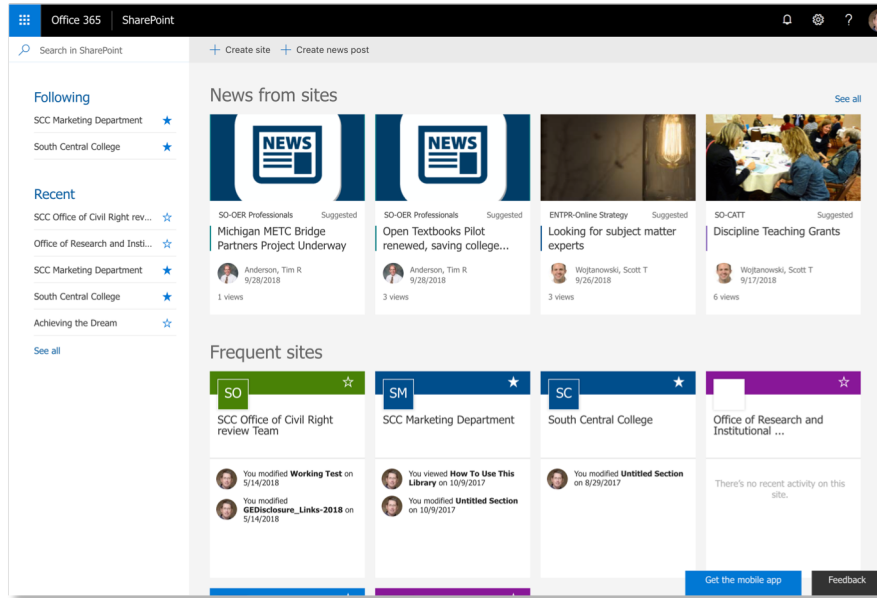 Office 365 SharePoint ?
Search in SharePoint
+ Create site + Create news post
Following
SCC Marketing Department
South Central College
Recent
SCC Office of Civil Right rev...
Office of Research and Insti...
SCC Marketing Department
South Central College
Achieving the Dream
See all
News from sites
See all
NEWS
SO-OER Professionals Suggested
Michigan METC Bridge
Partners Project Underway
Anderson, Tim R
9/28/2018
1 views
NEWS
SO-OER Professionals Suggested
Open Textbooks Pilot
renewed, saving college...
Anderson, Tim R
9/28/2018
3 views
ENTPR-Online Strategy Suggested
Looking for subject matter
experts
Wojtanowski, Scott T
9/26/2018
3 views
SO-CATT Suggested
Discipline Teaching Grants
Wojtanowski, Scott T
9/17/2018
6 views
Frequent sites
SO
SCC Office of Civil Right
review Team
You modified Working Test on
5/14/2018
You modified
GEDisclosure_Links-2018 on
5/14/2018
SM
SCC Marketing Department
You viewed How To Use This
Library on 10/9/2017
You modified Untitled Section
on 10/9/2017
SC
South Central College
You modified Untitled Section
on 8/29/2017
Office of Research and
Institutional ...
There's no recent activity on this
site.
Get the mobile app
Feedback